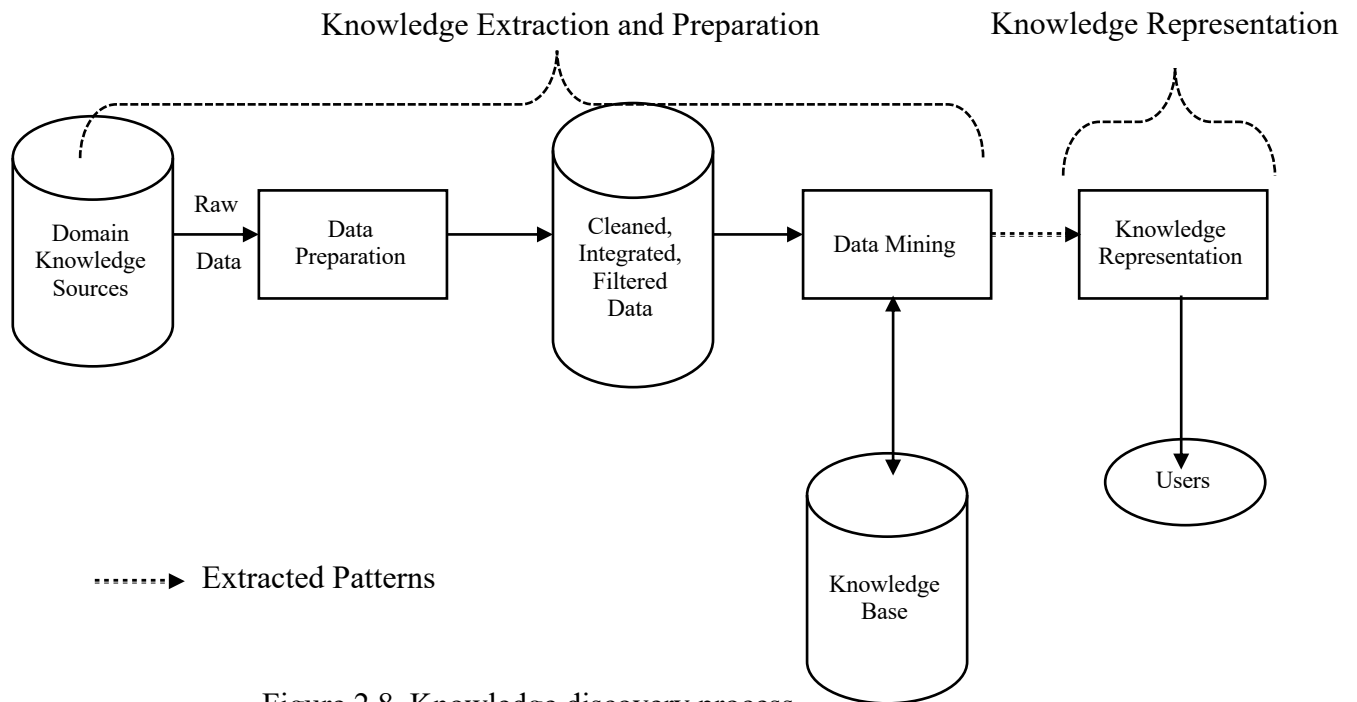 Knowledge Extraction and Preparation
Knowledge Representation
Domain
Knowledge
Sources
Raw
Data
Data
Preparation
Cleaned,
Integrated,
Filtered
Data
Data Mining
Knowledge
Representation
Users
Knowledge
Base
Extracted Patterns
Figure 2.8 Knowledge discovery process